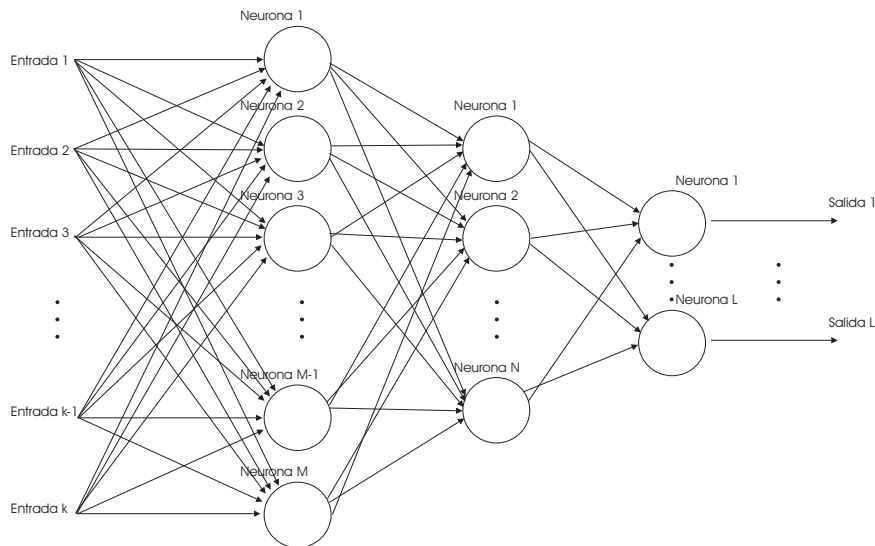 Entrada 1
Entrada 2
Entrada 3
Entrada k-1
Entrada k
Neurona 1
Neurona 2
Neurona 3
Neurona M-1
Neurona M
Neurona 1
Neurona 2
Neurona N
Neurona 1
Neurona L
Salida 1
Salida L